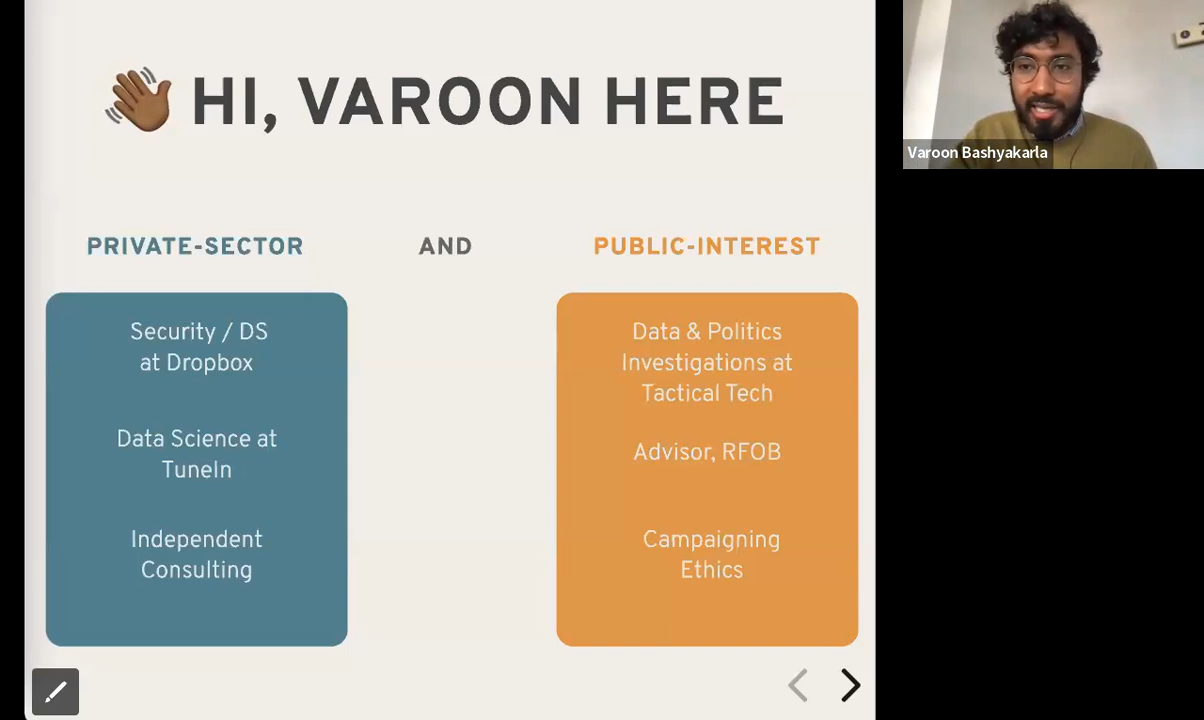 HI, VAROON HERE
PRIVATE-SECTOR
AND
PUBLIC-INTEREST
Security / DS
at Dropbox
Data Science at
TuneIn
Independent
Consulting
Data & Politics
Investigations at
Tactical Tech
Advisor, RFOB
Campaigning
Ethics
Varoon Bashyakarla